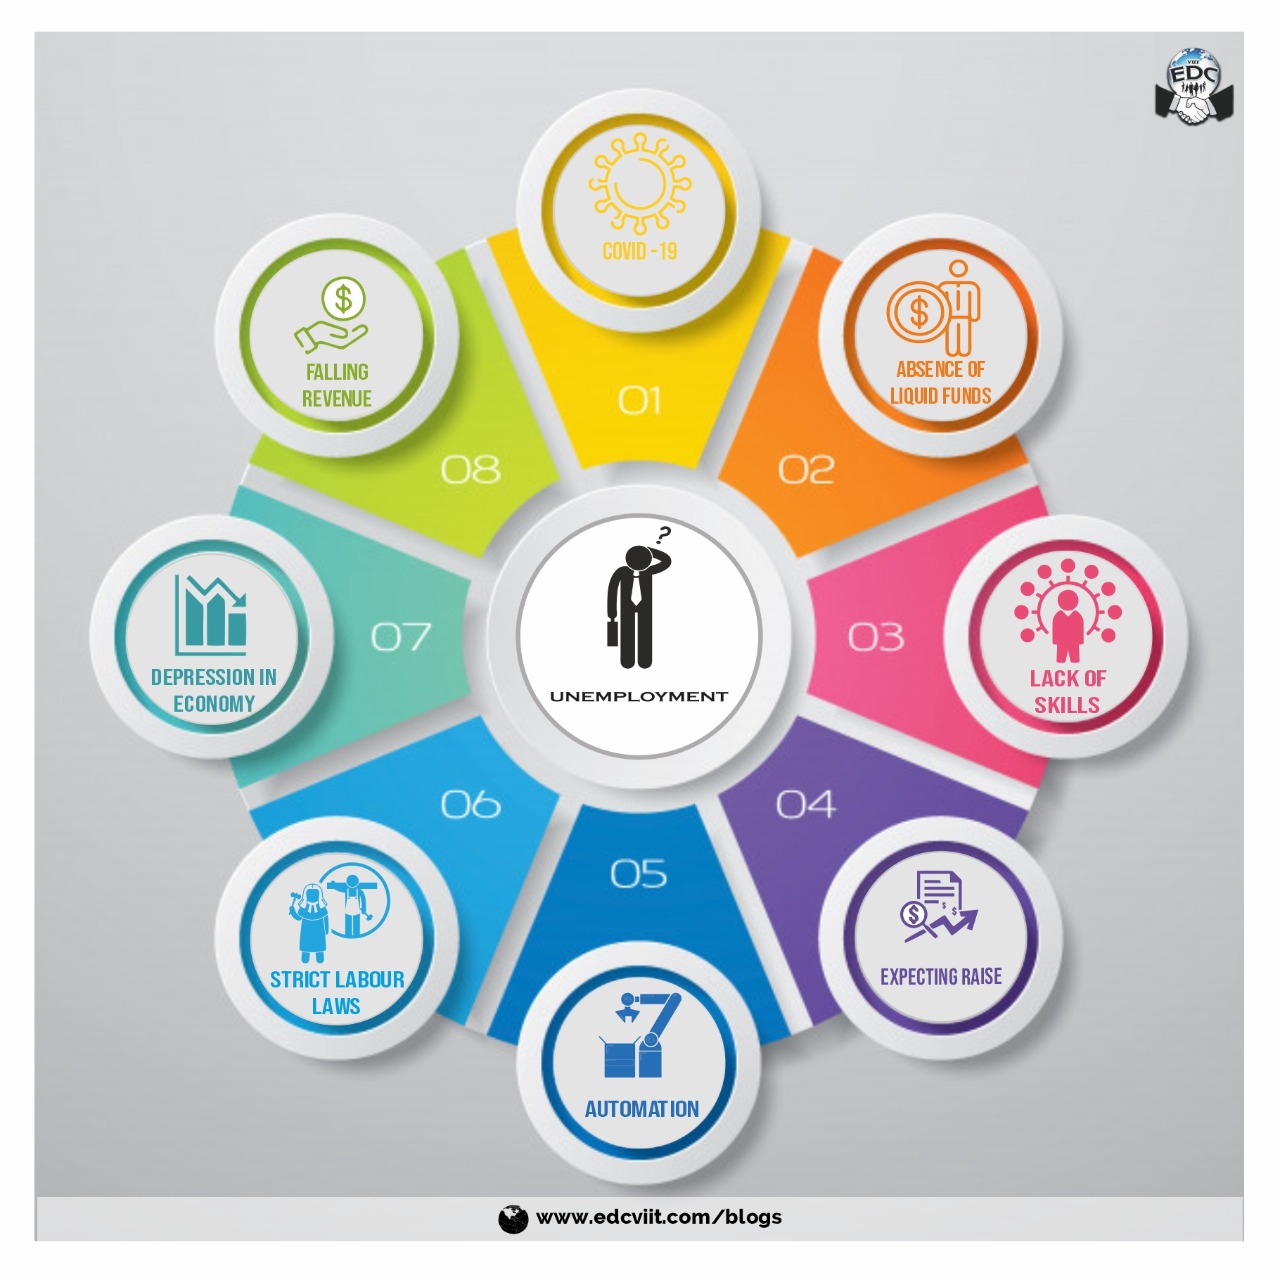 VIIT
EDC
COVID -19
01
ABSENCE OF
LIQUID FUNDS
02
LACK OF
SKILLS
03
EXPECTING RAISE
04
AUTOMATION
05
STRICT LABOUR
LAWS
06
DEPRESSION IN
ECONOMY
07
FALLING
REVENUE
08
?
UNEMPLOYMENT
www.edcviit.com/blogs